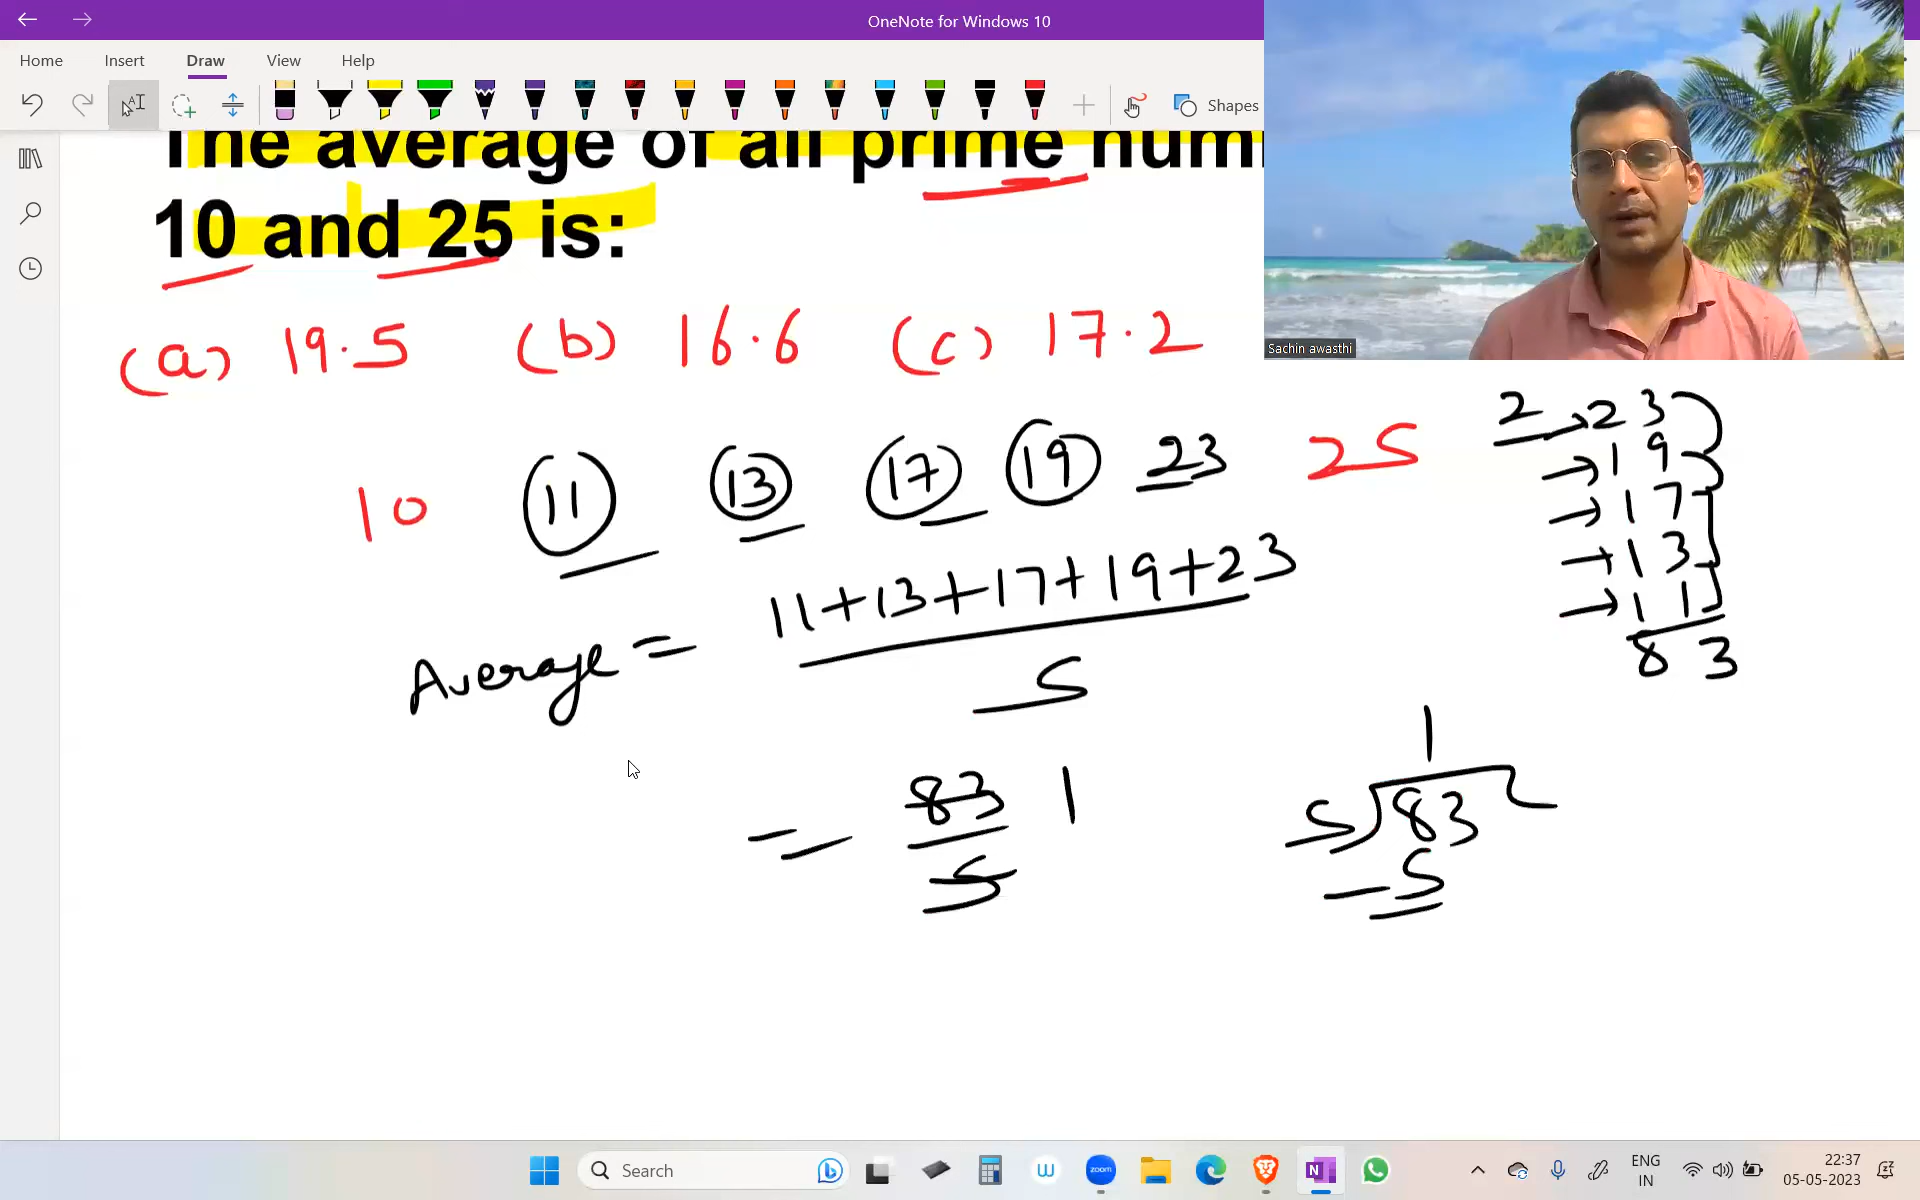 OneNote for Windows 10
Home Insert Draw View Help
Shapes
The average of all prime num
10 and 25 is:
(a) 19.5 (b) 16.6 (c) 17.2
Sachin awasthi
10 11 13 17 19 23 25
Average = 11+13+17+19+23
5
= 83 1
5
2 → 23
→ 19
→ 17
→ 13
→ 11
83
1
5)83
-5
Search
zoom
ENG
IN
22:37
05-05-2023